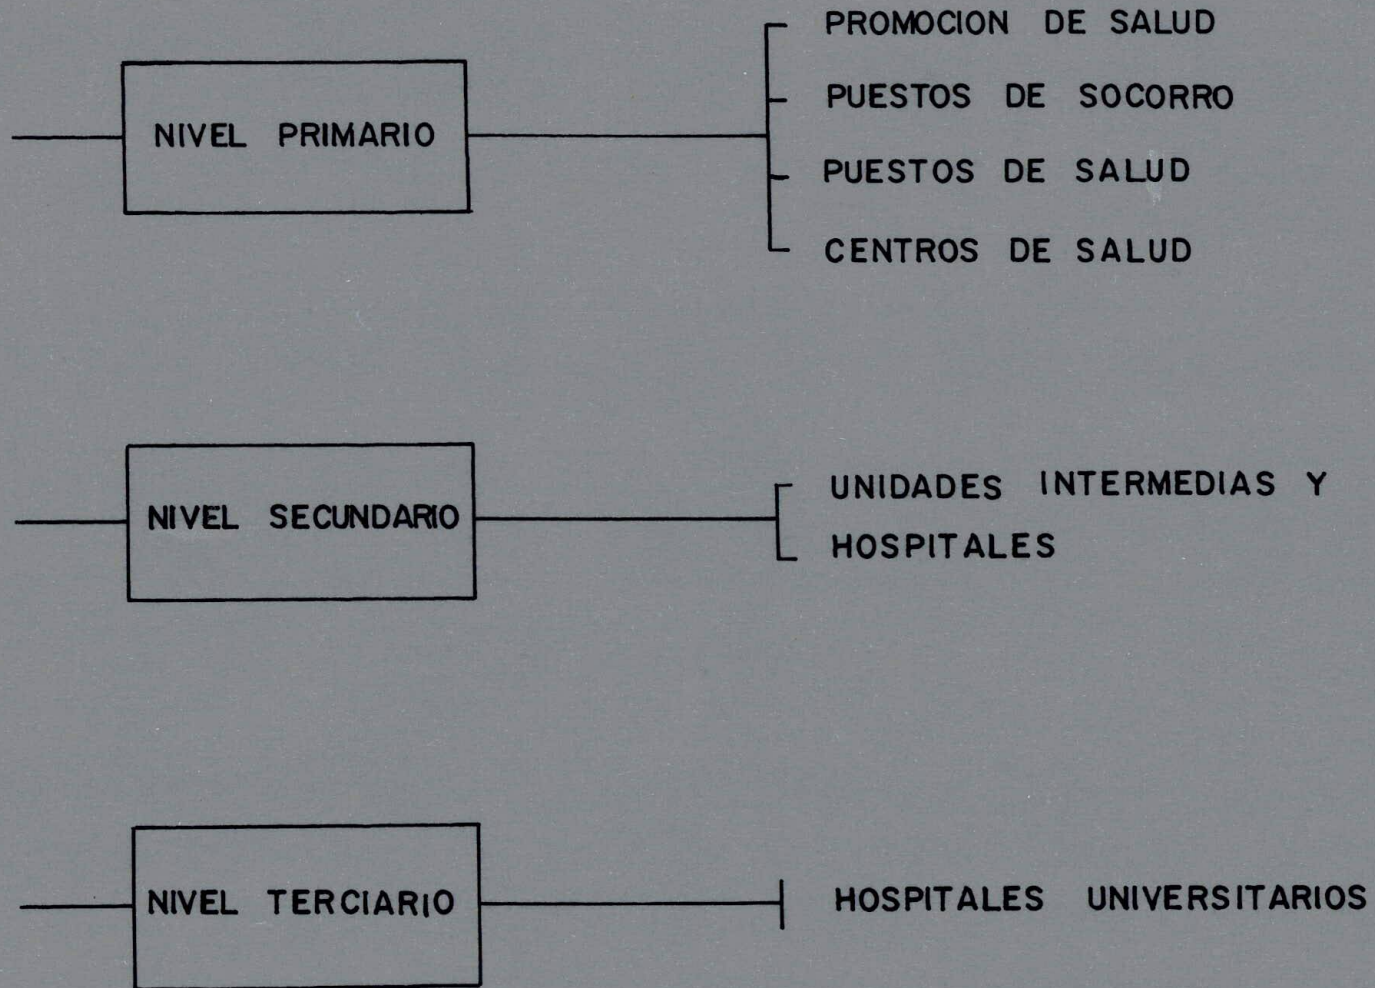 NIVEL PRIMARIO
PROMOCION DE SALUD
PUESTOS DE SOCORRO
PUESTOS DE SALUD
CENTROS DE SALUD
NIVEL SECUNDARIO
UNIDADES INTERMEDIAS Y
HOSPITALES
NIVEL TERCIARIO
HOSPITALES UNIVERSITARIOS